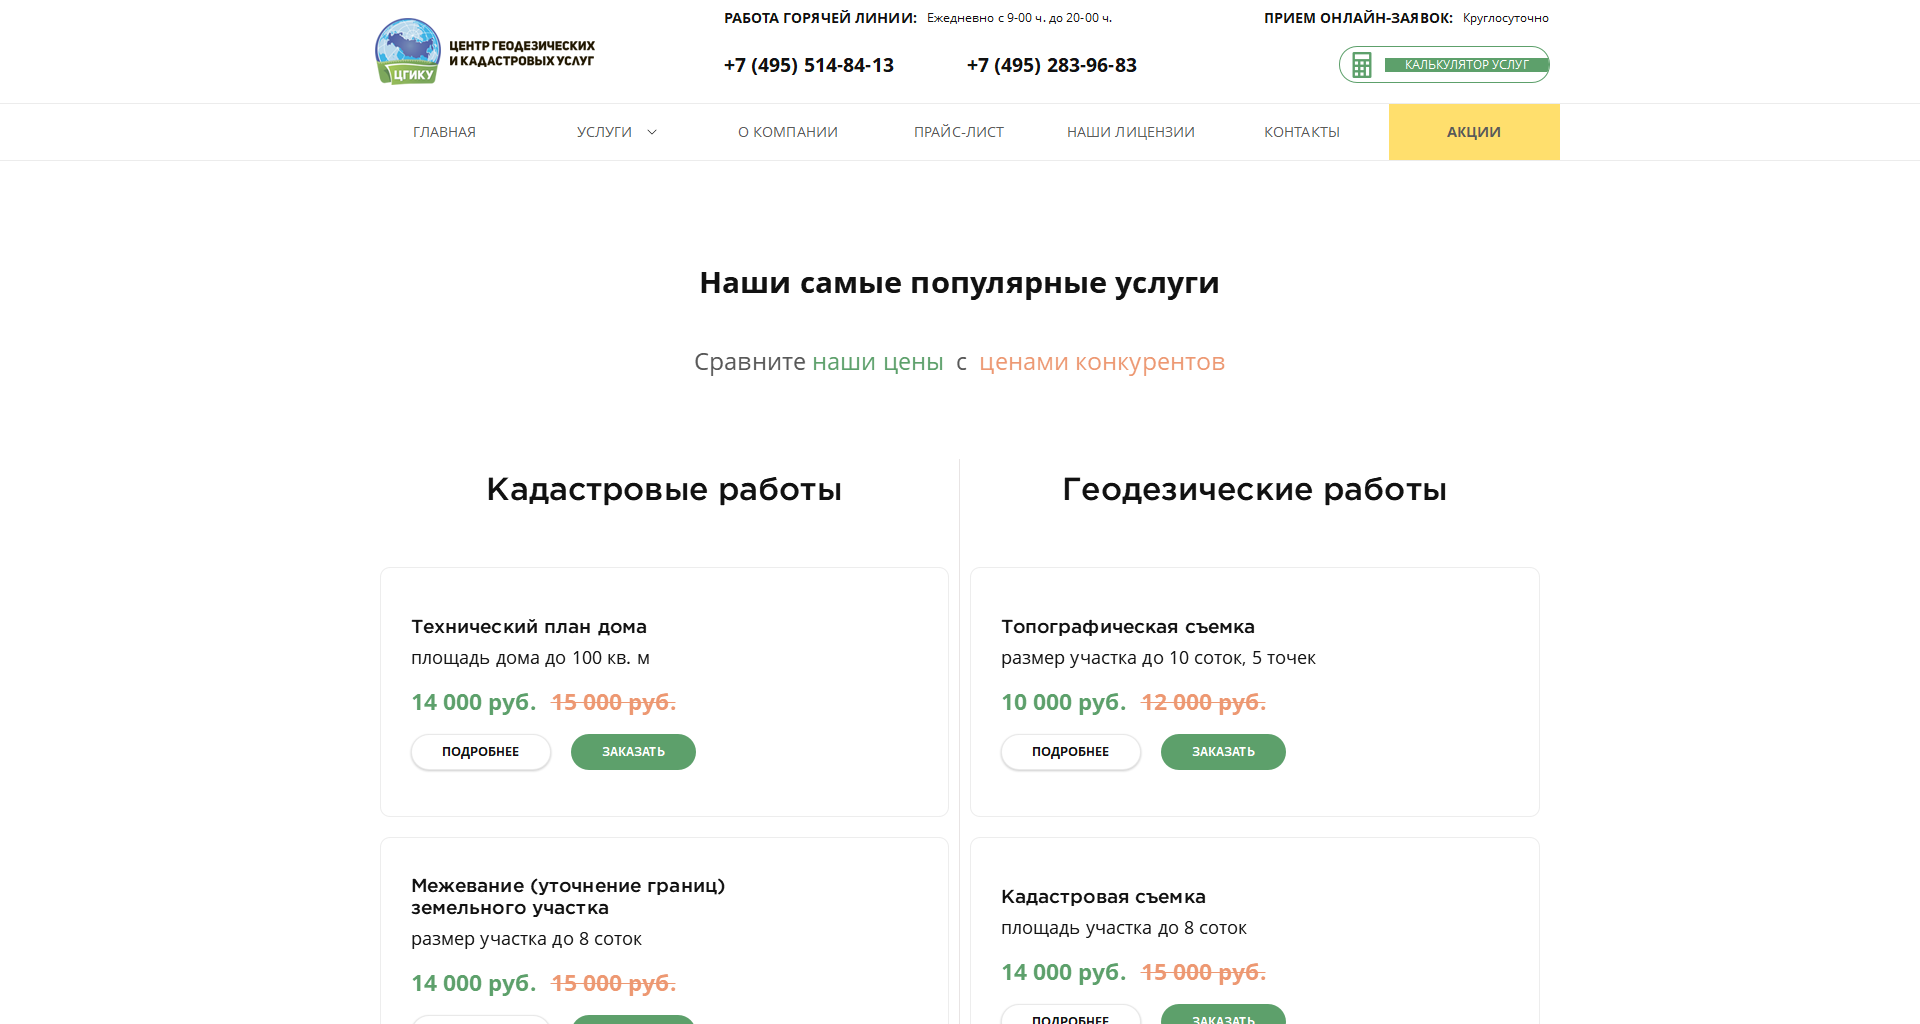 ЦЕНТР ГЕОДЕЗИЧЕСКИХ
И КАДАСТРОВЫХ УСЛУГ
ЦГИКУ
РАБОТА ГОРЯЧЕЙ ЛИНИИ: Ежедневно с 9-00 ч. до 20-00 ч.
+7 (495) 514-84-13 +7 (495) 283-96-83
ПРИЕМ ОНЛАЙН-ЗАЯВОК: Круглосуточно
КАЛЬКУЛЯТОР УСЛУГ
ГЛАВНАЯ УСЛУГИ О КОМПАНИИ ПРАЙС-ЛИСТ НАШИ ЛИЦЕНЗИИ КОНТАКТЫ АКЦИИ
Наши самые популярные услуги
Сравните наши цены с ценами конкурентов
Кадастровые работы
Технический план дома
площадь дома до 100 кв. м
14 000 руб. 15 000 руб.
ПОДРОБНЕЕ ЗАКАЗАТЬ
Межевание (уточнение границ)
земельного участка
размер участка до 8 соток
14 000 руб. 15 000 руб.
Геодезические работы
Топографическая съемка
размер участка до 10 соток, 5 точек
10 000 руб. 12 000 руб.
ПОДРОБНЕЕ ЗАКАЗАТЬ
Кадастровая съемка
площадь участка до 8 соток
14 000 руб. 15 000 руб.
ПОДРОБНЕЕ ЗАКАЗАТЬ